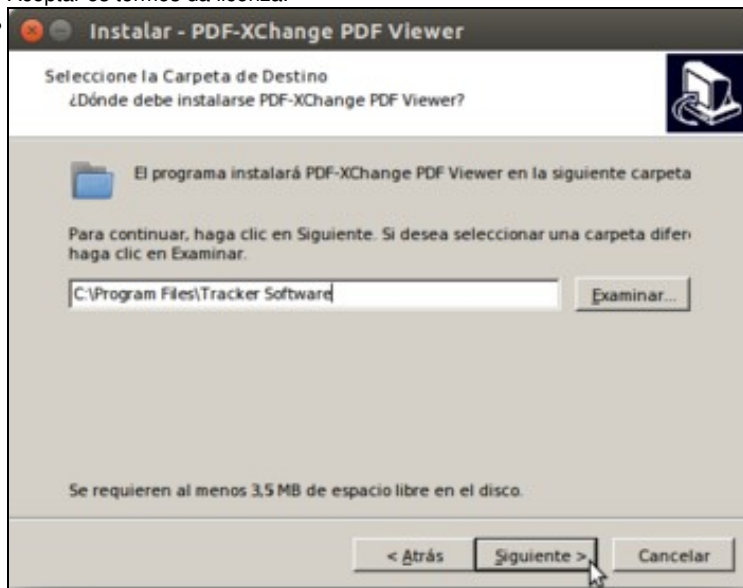 Instalar - PDF-XChange PDF Viewer
Seleccione la Carpeta de Destino
¿Dónde debe instalarse PDF-XChange PDF Viewer?
El programa instalará PDF-XChange PDF Viewer en la siguiente carpeta
Para continuar, haga clic en Siguiente. Si desea seleccionar una carpeta difer
haga clic en Examinar.
C:\Program Files\Tracker Software
Examinar...
Se requieren al menos 3,5 MB de espacio libre en el disco.
< Atrás
Siguiente >
Cancelar